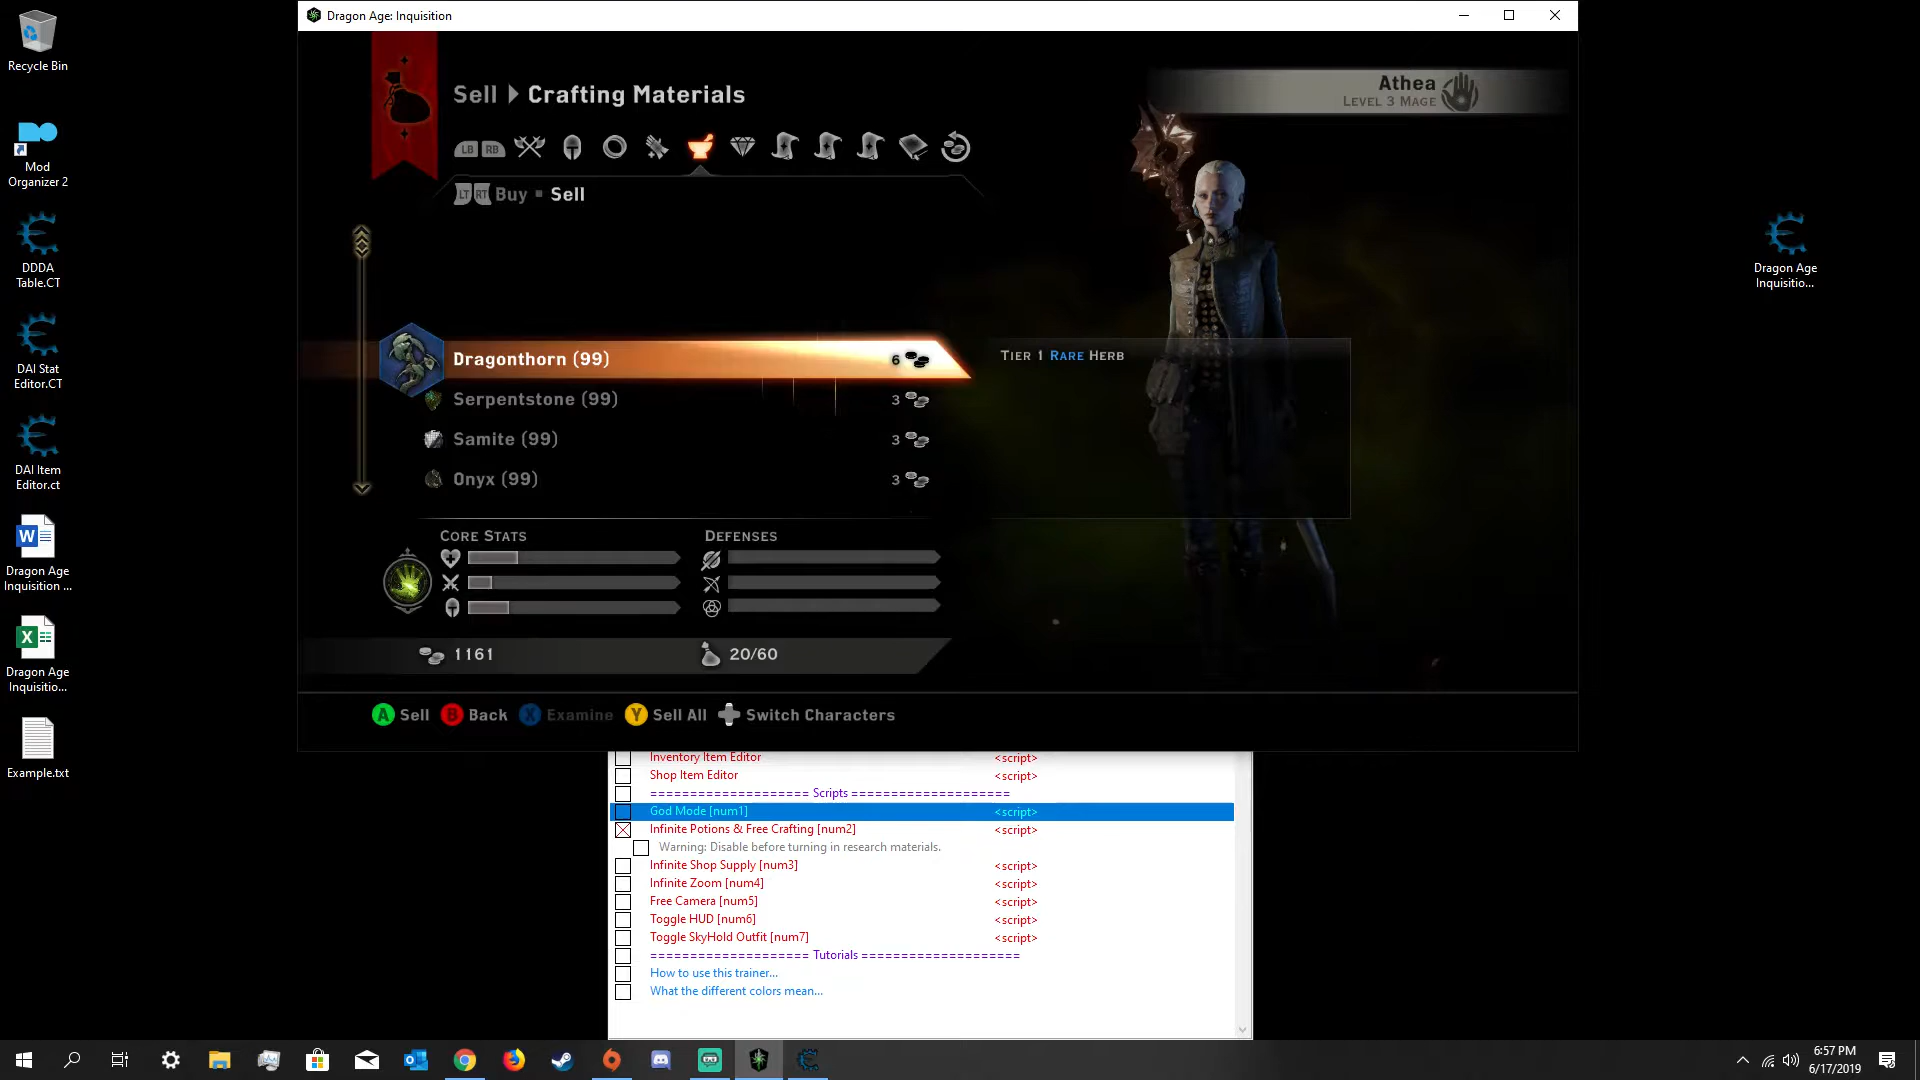 Dragon Age: Inquisition
Recycle Bin
Mod
Organizer 2
DDDA
Table.CT
DAI Stat
Editor.CT
DAI Item
Editor.ct
Dragon Age
Inquisition ...
Dragon Age
Inquisitio...
Example.txt
Sell Crafting Materials
LB RB
LT RT Buy Sell
Athea
LEVEL 3 MAGE
Dragonthorn (99) 6
Serpentstone (99) 3
Samite (99) 3
Onyx (99) 3
TIER 1 RARE HERB
CORE STATS
DEFENSES
1161
20/60
A Sell B Back X Examine Y Sell All Switch Characters
Dragon Age
Inquisitio...
Inventory Item Editor <script>
Shop Item Editor <script>
==================== Scripts ====================
God Mode [num1] <script>
Infinite Potions & Free Crafting [num2] <script>
Warning: Disable before turning in research materials.
Infinite Shop Supply [num3] <script>
Infinite Zoom [num4] <script>
Free Camera [num5] <script>
Toggle HUD [num6] <script>
Toggle SkyHold Outfit [num7] <script>
==================== Tutorials ====================
How to use this trainer...
What the different colors mean...
6:57 PM
6/17/2019